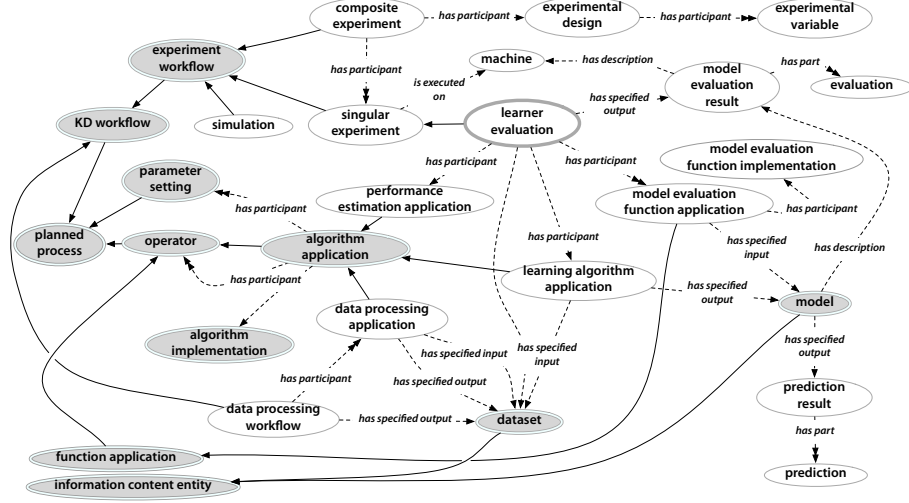 composite
experiment
has participant
experimental
design
has participant
experimental
variable
experiment
workflow
has participant
machine
has description
model
evaluation
result
has part
evaluation
is executed
on
KD workflow
simulation
singular
experiment
learner
evaluation
has specified
output
model evaluation
function implementation
parameter
setting
has participant
has participant
performance
estimation application
model evaluation
function application
has participant
has participant
planned
process
operator
algorithm
application
has participant
has specified
input
has description
has participant
learning algorithm
application
has specified
output
model
data processing
application
algorithm
implementation
has specified input
has specified
input
has specified
output
has participant
has specified output
prediction
result
data processing
workflow
has specified output
dataset
has part
function application
information content entity
prediction